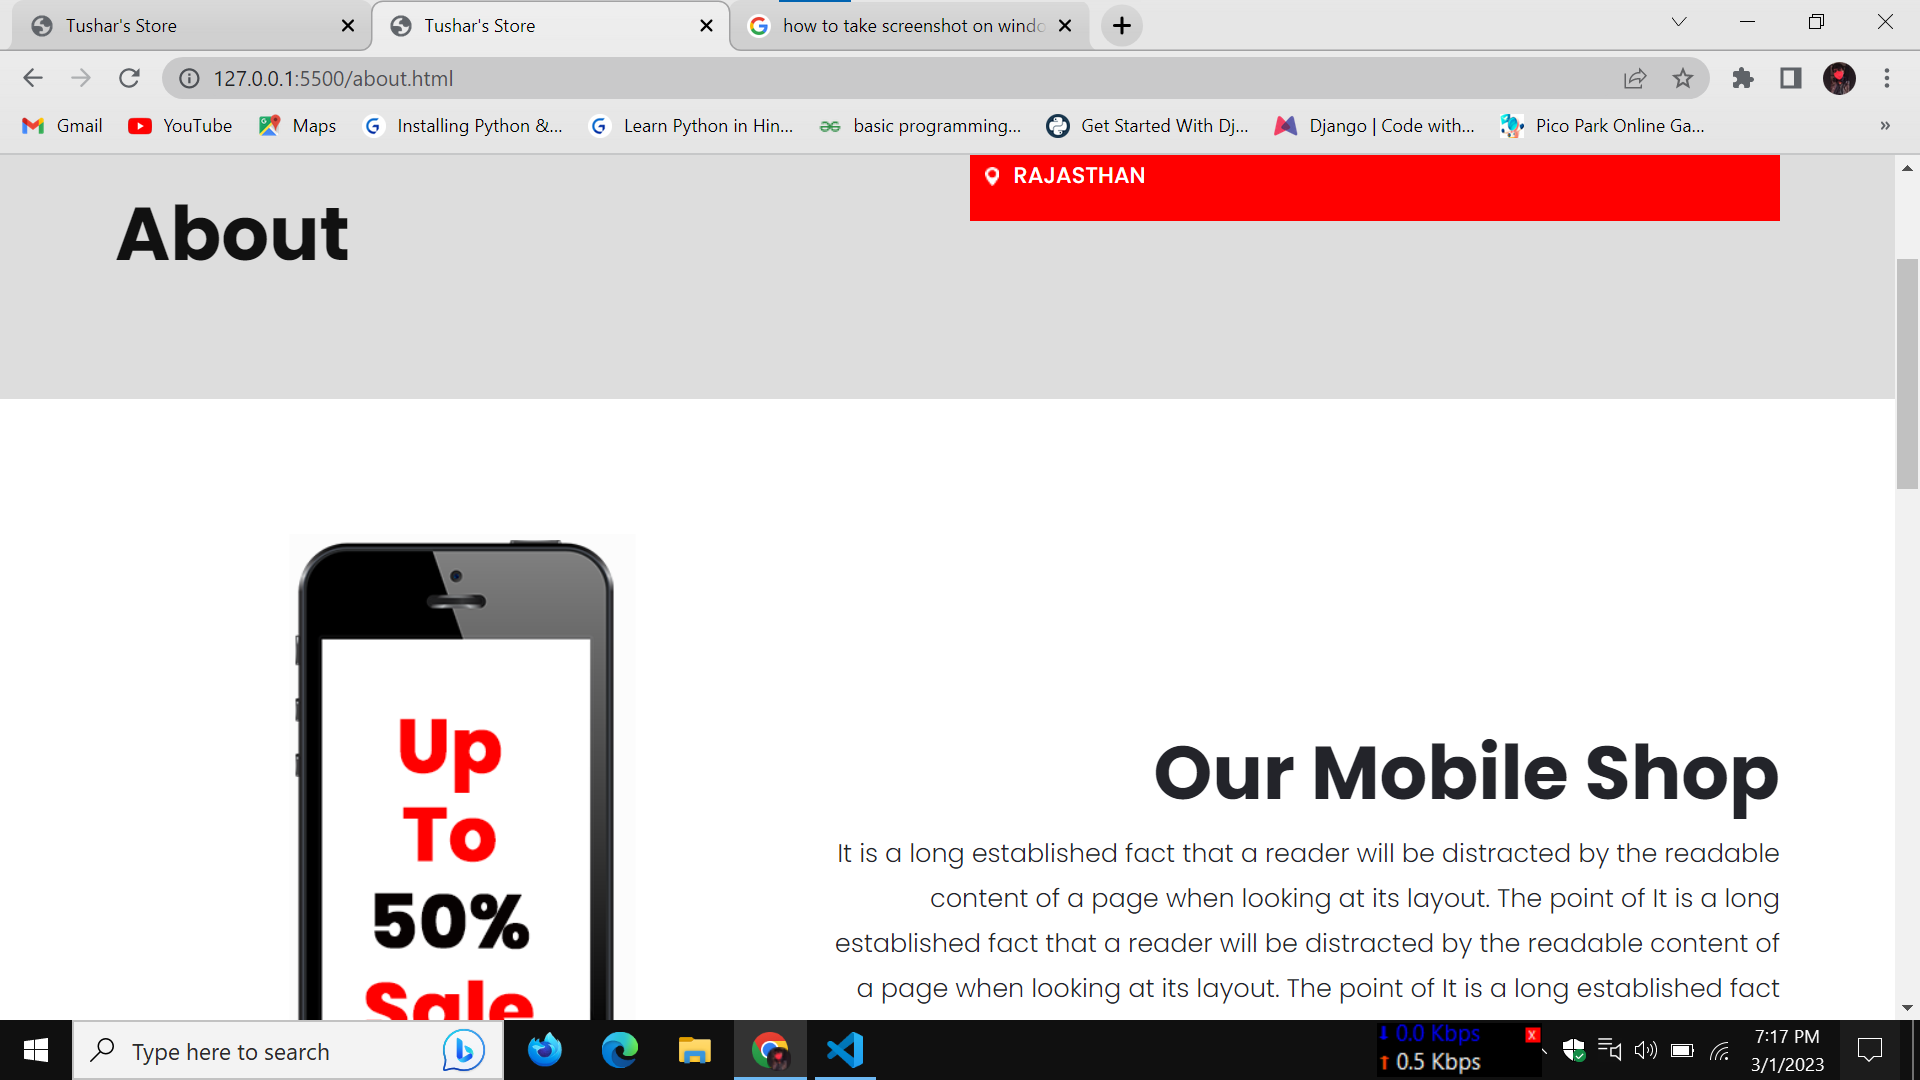 Tushar's Store
Tushar's Store
how to take screenshot on windo
127.0.0.1:5500/about.html
Gmail
YouTube
Maps
Installing Python &...
Learn Python in Hin...
basic programming...
Get Started With Dj...
Django | Code with...
Pico Park Online Ga...
»
RAJASTHAN
About
Up
To
50%
Sale
Our Mobile Shop
It is a long established fact that a reader will be distracted by the readable
content of a page when looking at its layout. The point of It is a long
established fact that a reader will be distracted by the readable content of
a page when looking at its layout. The point of It is a long established fact
Type here to search
0.0 Kbps
0.5 Kbps
7:17 PM
3/1/2023